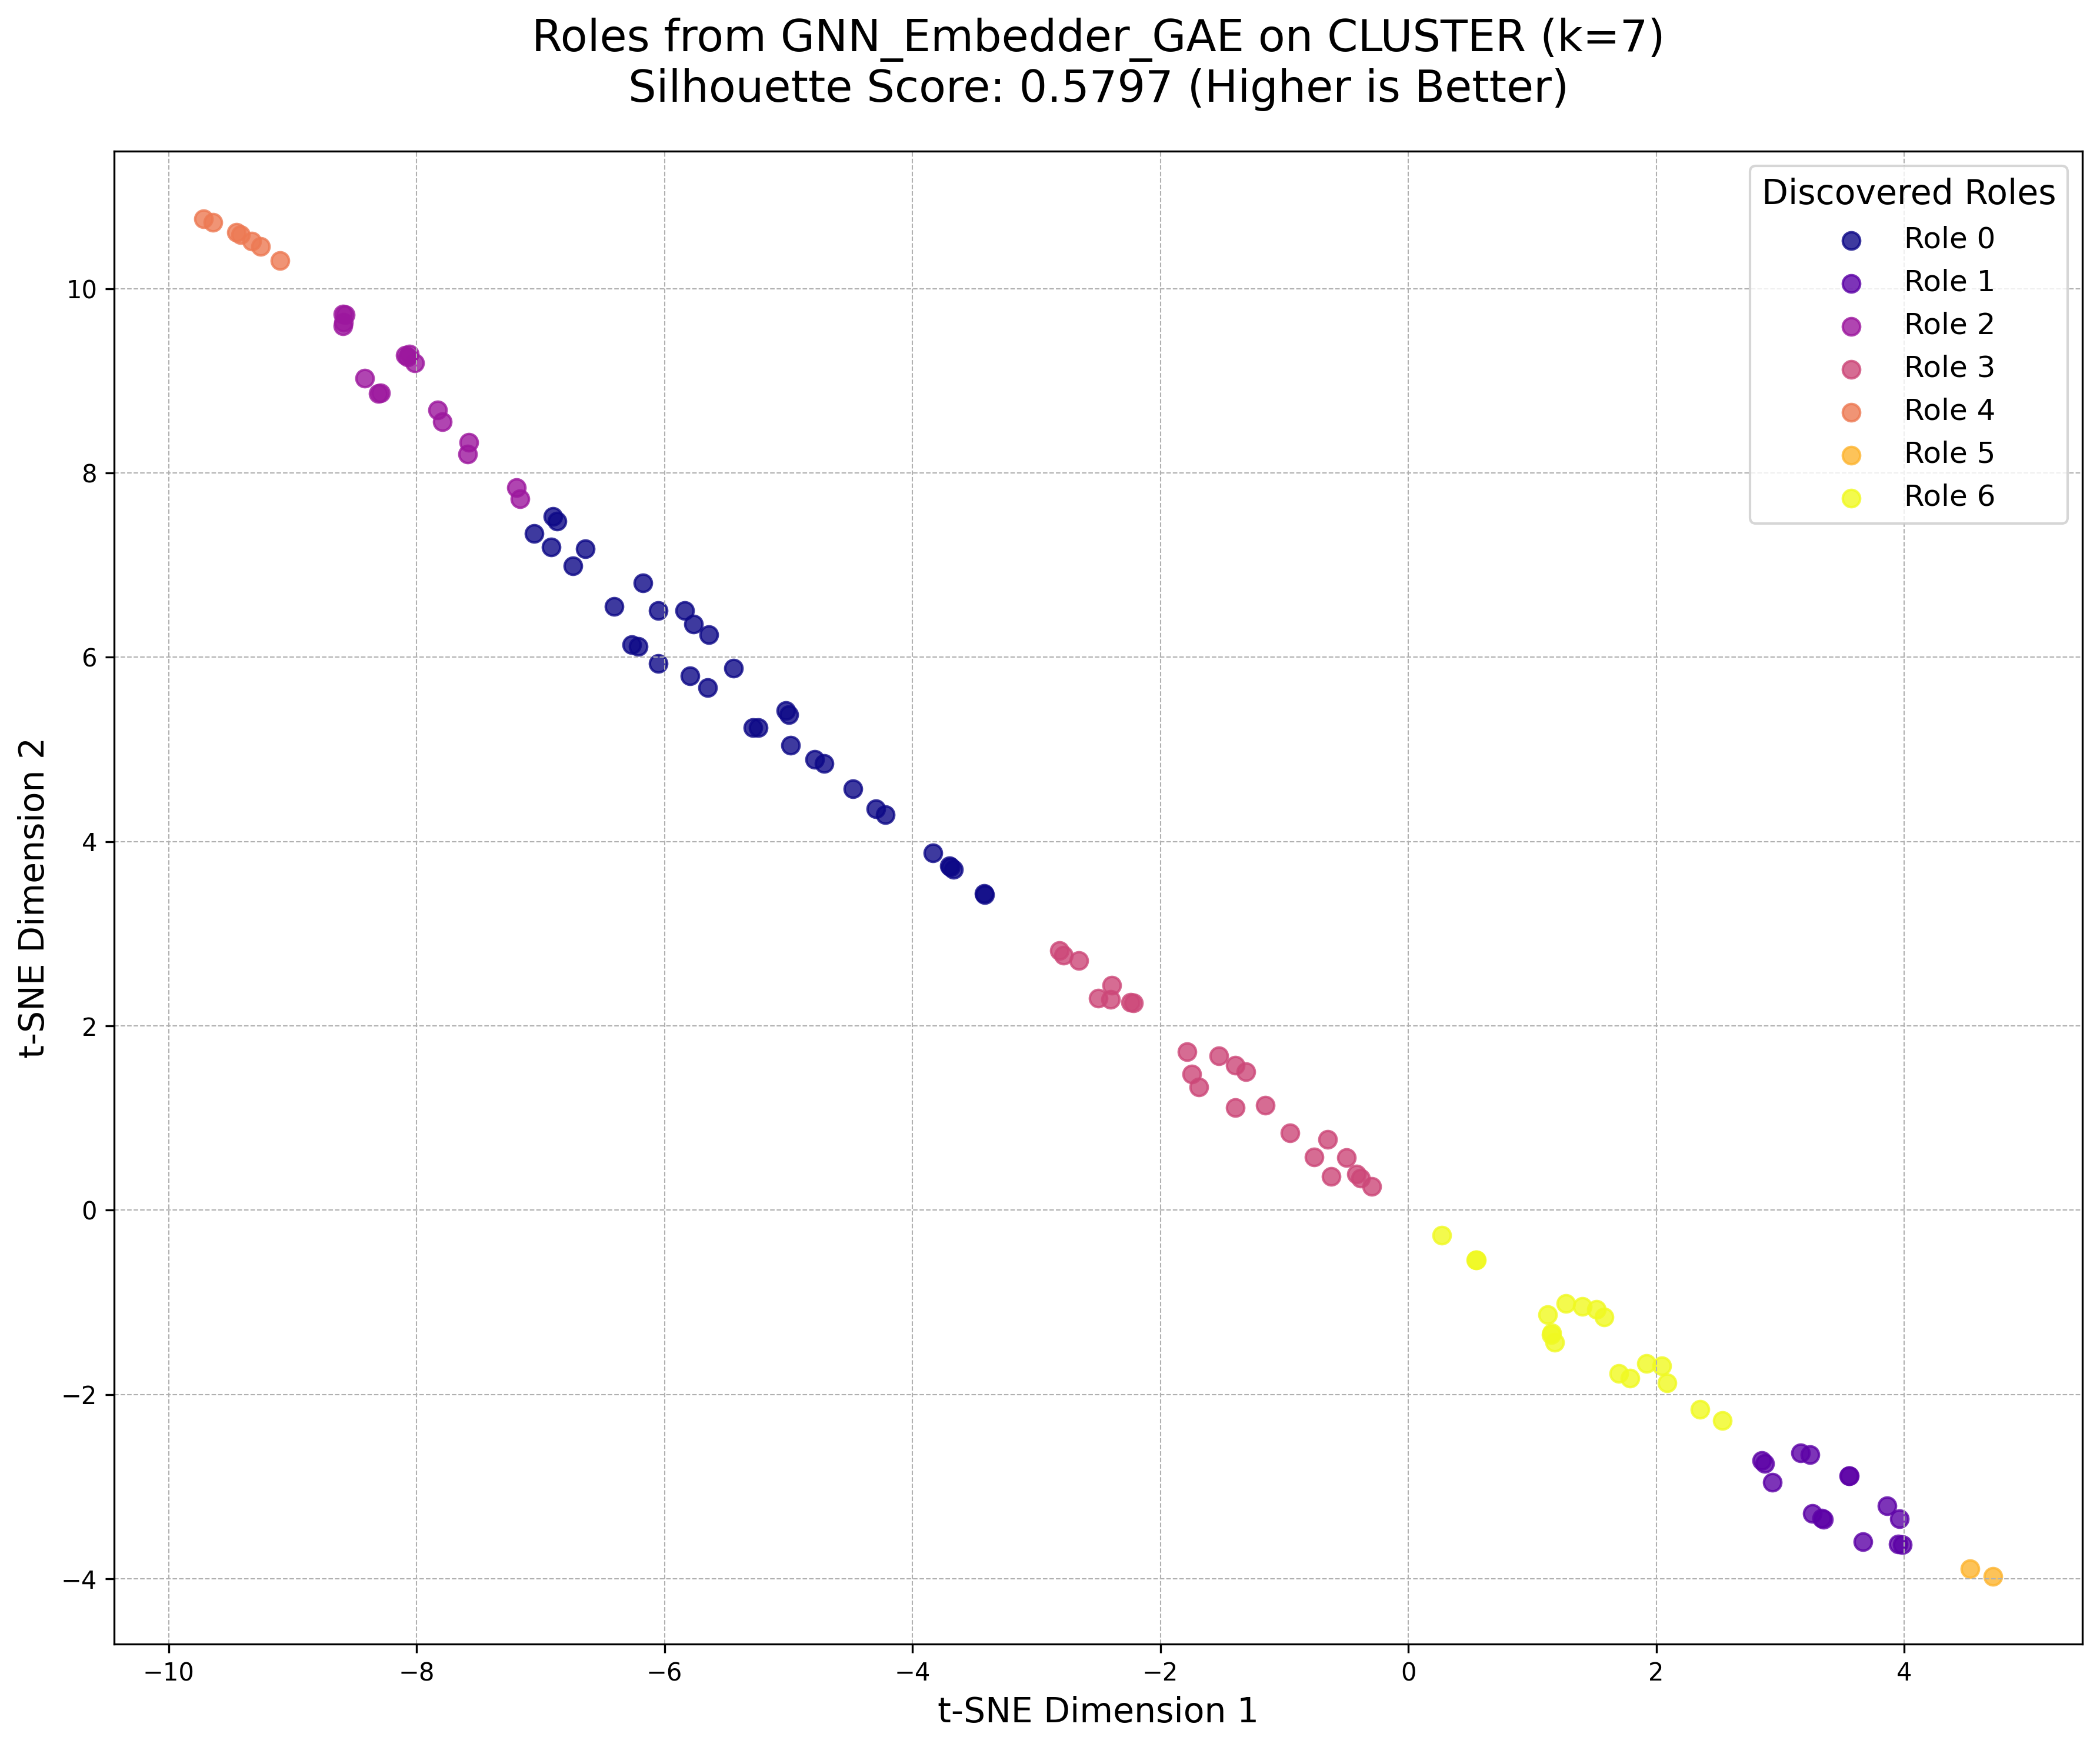 Roles from GNN_Embedder_GAE on CLUSTER (k=7)
Silhouette Score: 0.5797 (Higher is Better)
Discovered Roles
Role 0
Role 1
Role 2
Role 3
Role 4
Role 5
Role 6
t-SNE Dimension 2
10
8
6
4
2
0
−2
−4
−10
−8
−6
−4
−2
0
2
4
t-SNE Dimension 1